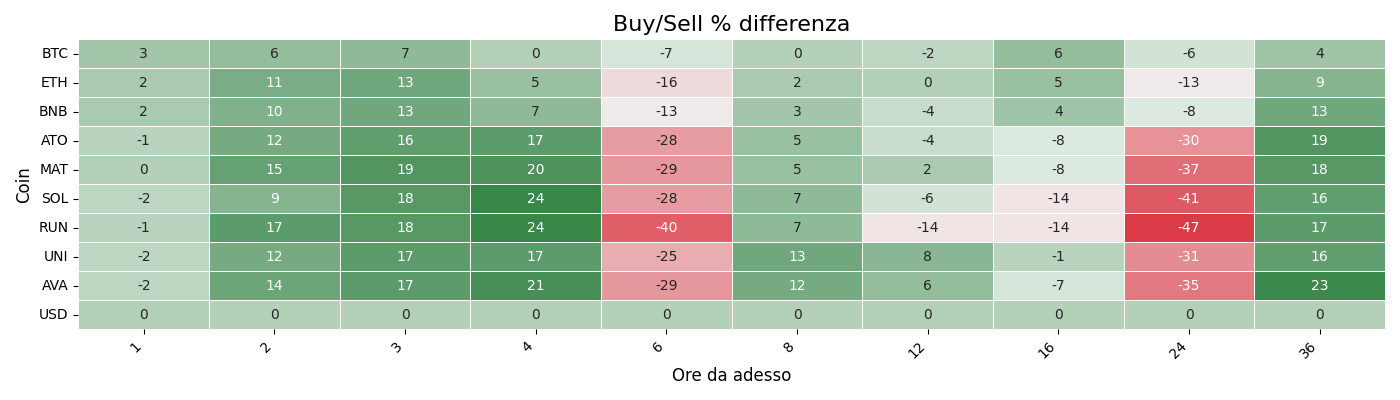 Buy/Sell % differenza
BTC 3 6 7 0 -7 0 -2 6 -6 4
ETH 2 11 13 5 -16 2 0 5 -13 9
BNB 2 10 13 7 -13 3 -4 4 -8 13
ATO -1 12 16 17 -28 5 -4 -8 -30 19
MAT 0 15 19 20 -29 5 2 -8 -37 18
SOL -2 9 18 24 -28 7 -6 -14 -41 16
RUN -1 17 18 24 -40 7 -14 -14 -47 17
UNI -2 12 17 17 -25 13 8 -1 -31 16
AVA -2 14 17 21 -29 12 6 -7 -35 23
USD 0 0 0 0 0 0 0 0 0 0
Coin
1 2 3 4 6 8 12 16 24 36
Ore da adesso